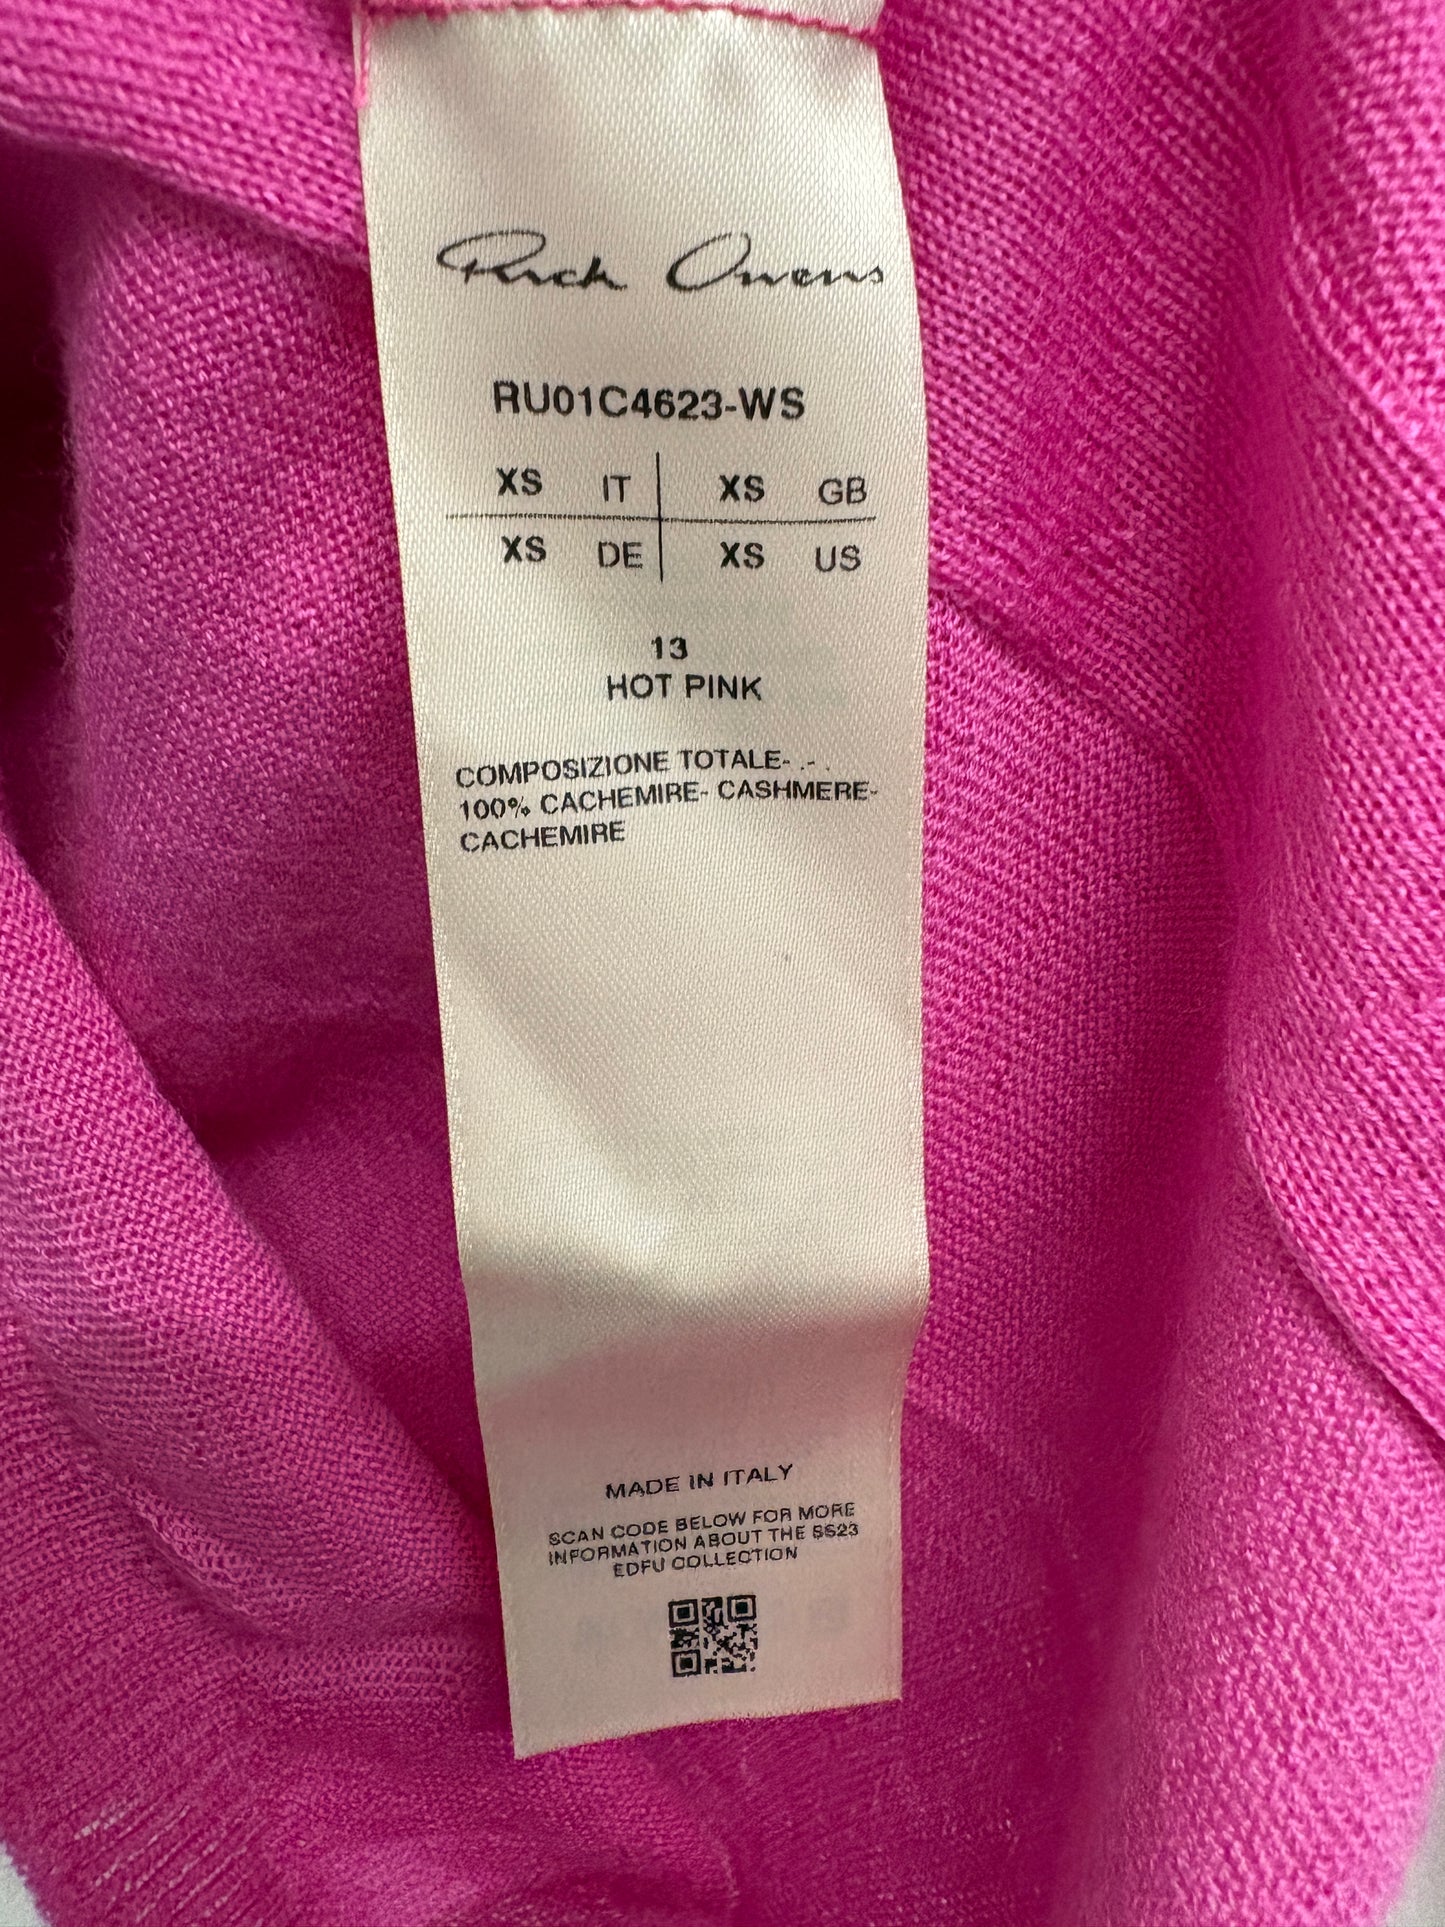 Rick Owens
RU01C4623-WS
XS IT XS GB
XS DE XS US
13
HOT PINK
COMPOSIZIONE TOTALE- .- .
100% CACHEMIRE- CASHMERE-
CACHEMIRE
MADE IN ITALY
SCAN CODE BELOW FOR MORE
INFORMATION ABOUT THE SS23
EDFU COLLECTION